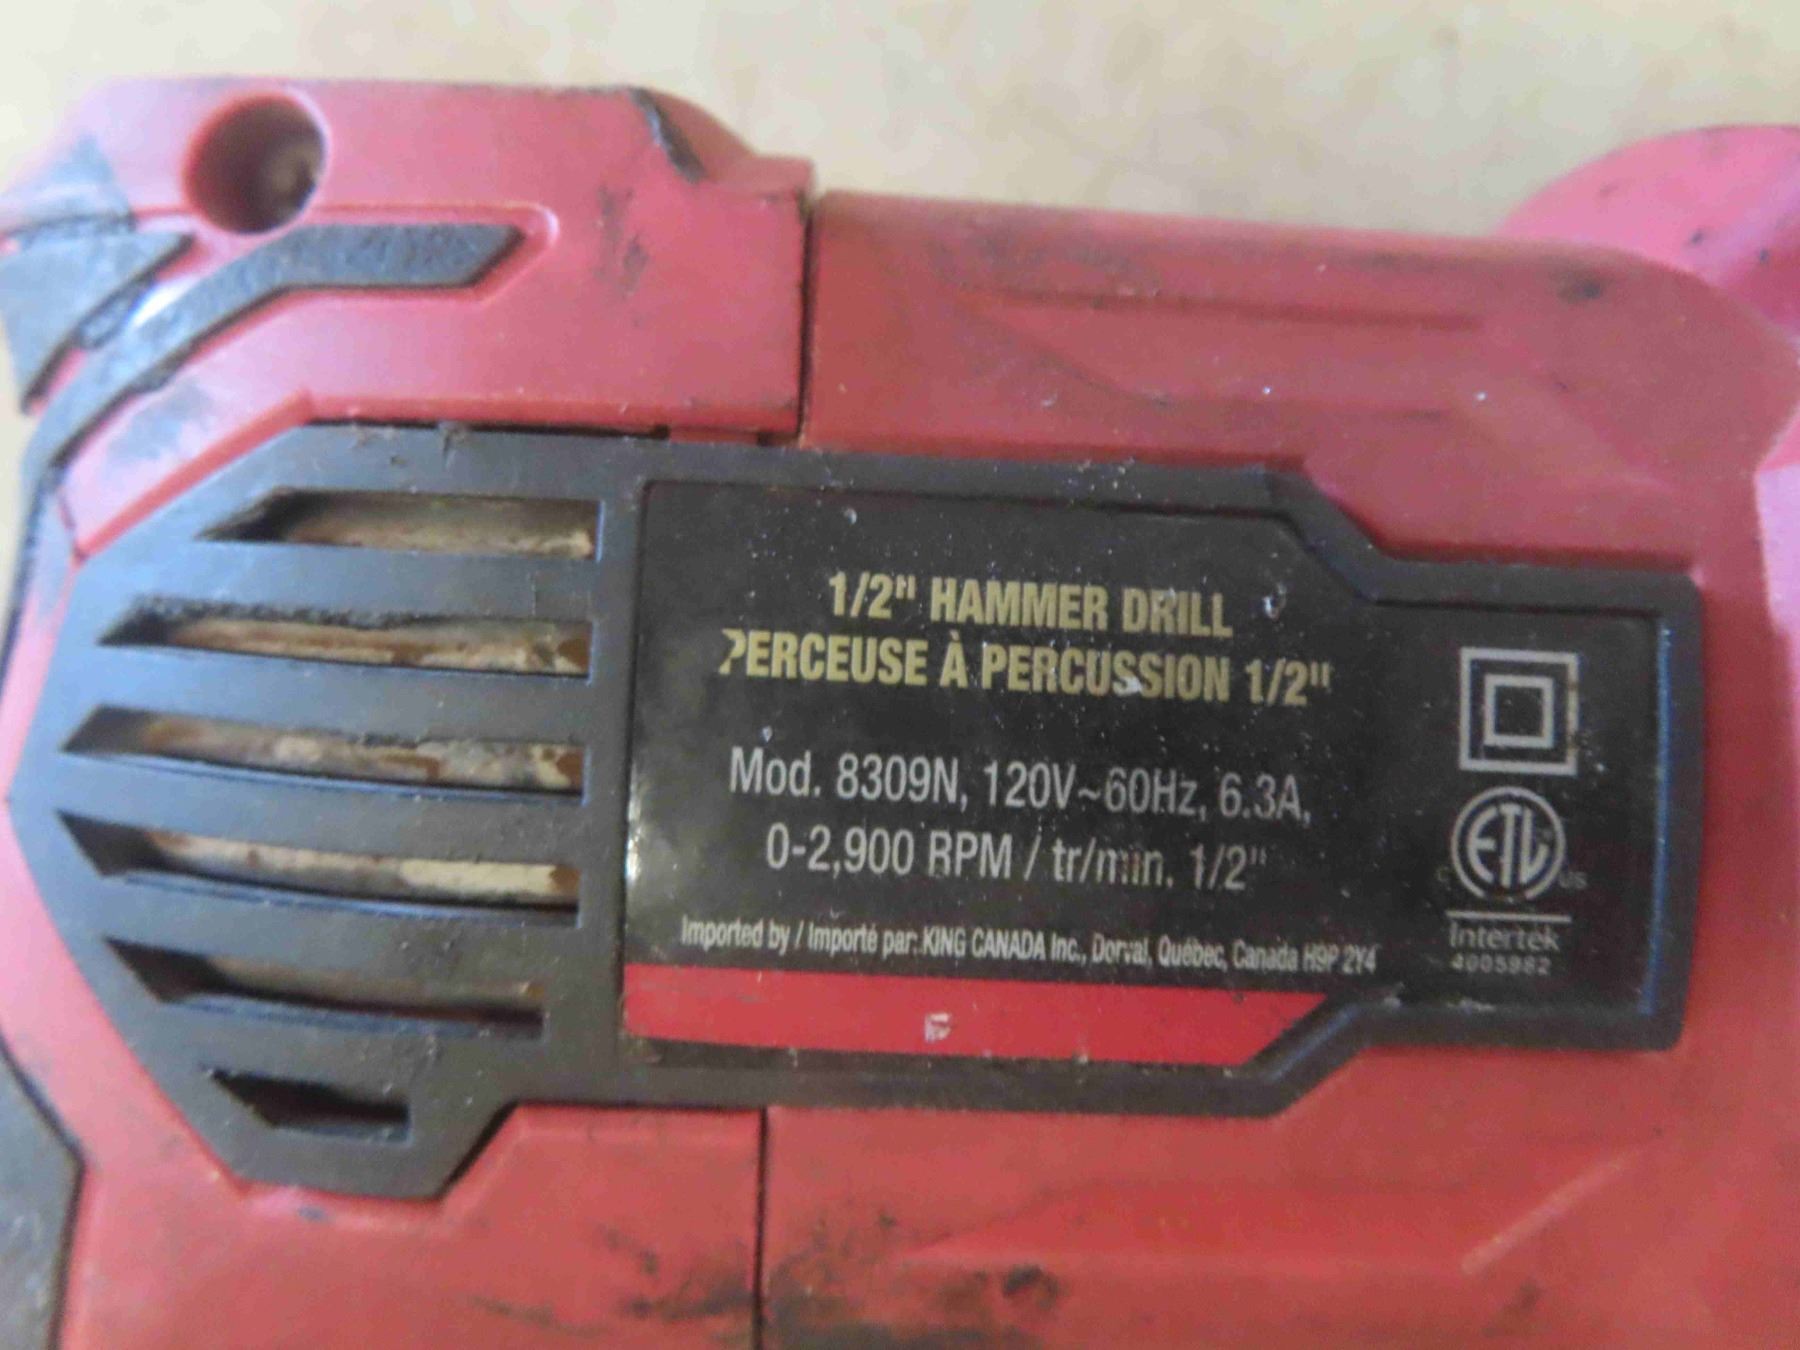 1/2" HAMMER DRILL
PERCEUSE À PERCUSSION 1/2"
Mod. 8309N, 120V~60Hz, 6.3A,
0-2,900 RPM / tr/min. 1/2"
Imported by / Importé par: KING CANADA Inc., Dorval, Québec, Canada H9P 2Y4
ETL
C US
Intertek
4005982